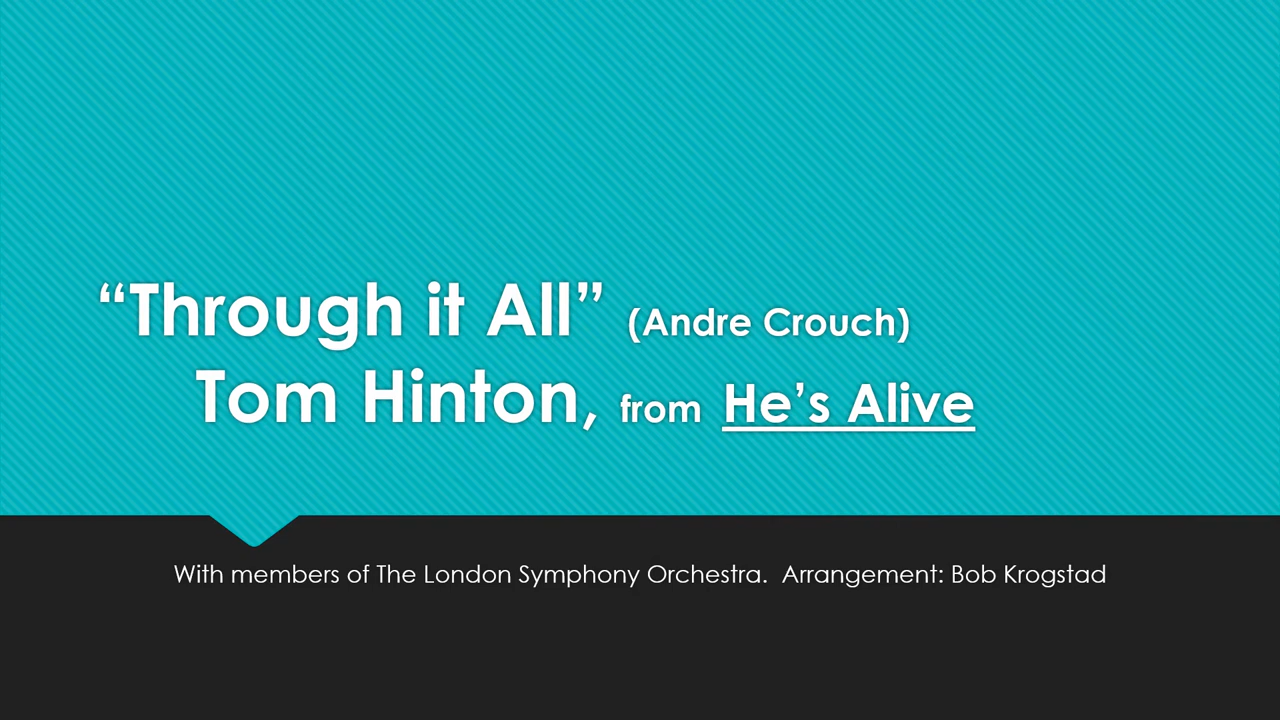 “Through it All” (Andre Crouch)
Tom Hinton, from He’s Alive
With members of The London Symphony Orchestra.  Arrangement: Bob Krogstad